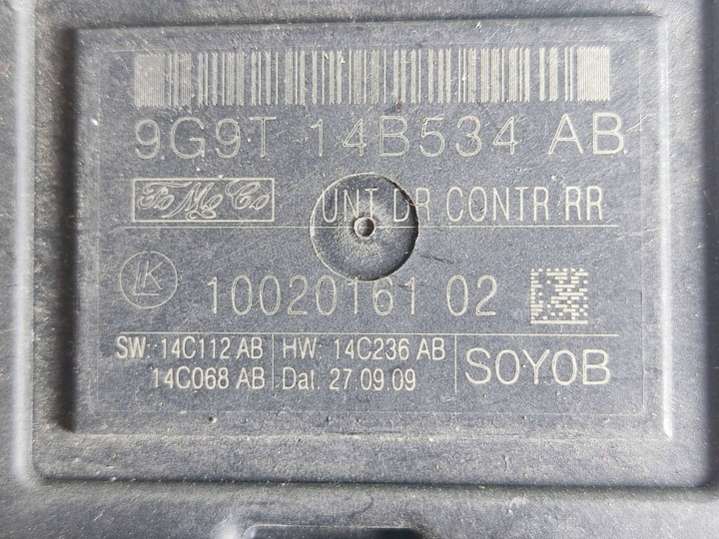 9G9T 14B534 AB
FoMoCo UNT DR CONTR RR
LK 10020161 02
SW: 14C112 AB HW: 14C236 AB
14C068 AB Dat. 27.09.09
SOYOB